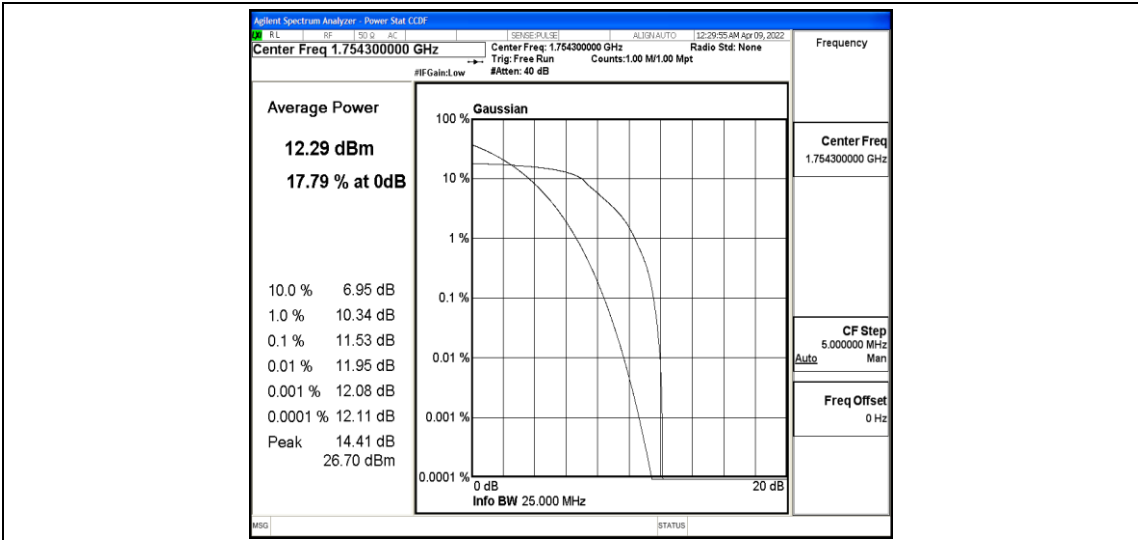 Agilent Spectrum Analyzer - Power Stat CCDF
RL RF 50 Ω AC SENSE:PULSE ALIGN AUTO 12:29:55 AM Apr 09, 2022
Center Freq 1.754300000 GHz
Center Freq: 1.754300000 GHz Radio Std: None
Trig: Free Run Counts:1.00 M/1.00 Mpt
#IFGain:Low #Atten: 40 dB
Frequency
Average Power
12.29 dBm
17.79 % at 0dB
10.0 % 6.95 dB
1.0 % 10.34 dB
0.1 % 11.53 dB
0.01 % 11.95 dB
0.001 % 12.08 dB
0.0001 % 12.11 dB
Peak 14.41 dB
26.70 dBm
Gaussian
100 %
10 %
1 %
0.1 %
0.01 %
0.001 %
0.0001 %
0 dB 20 dB
Info BW 25.000 MHz
Center Freq
1.754300000 GHz
CF Step
5.000000 MHz
Auto Man
Freq Offset
0 Hz
MSG STATUS